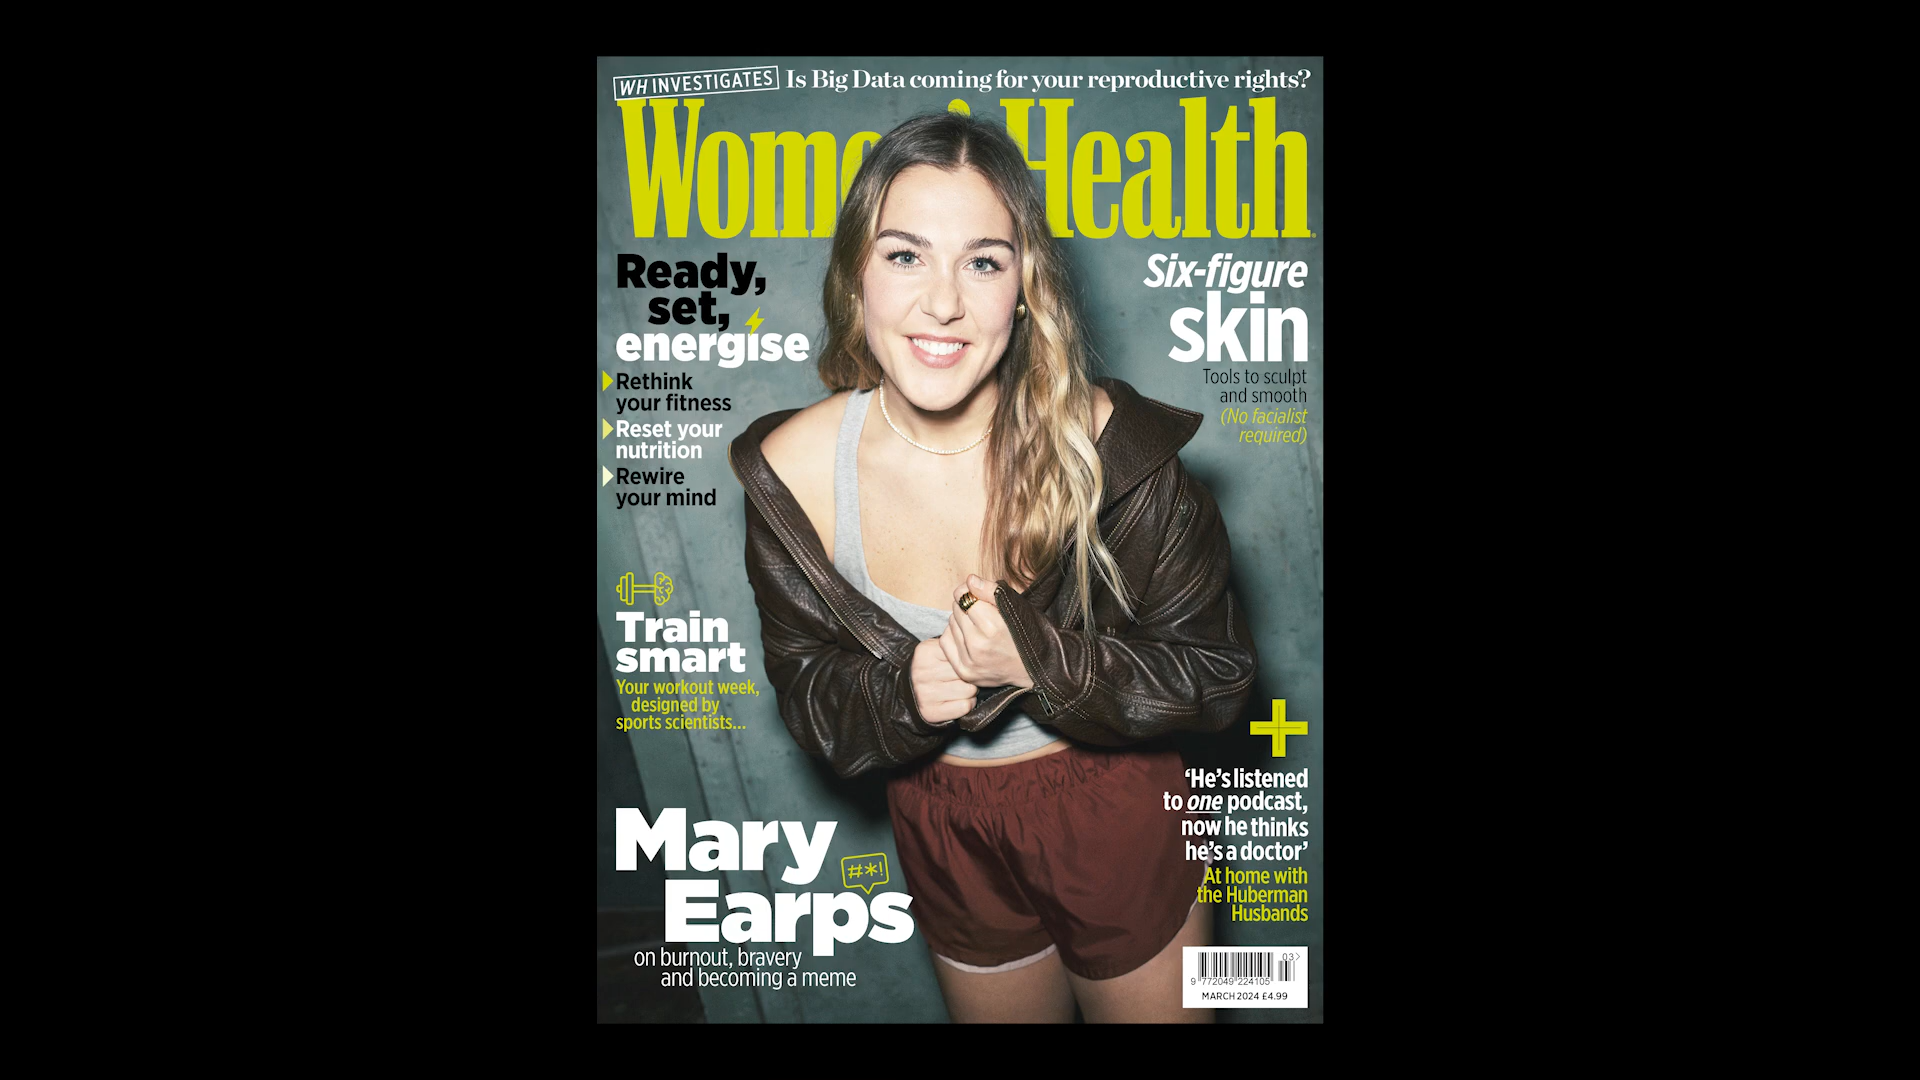 WH INVESTIGATES Is Big Data coming for your reproductive rights?
Women's Health
Ready,
set,
energise
Rethink
your fitness
Reset your
nutrition
Rewire
your mind
Six-figure
skin
Tools to sculpt
and smooth
(No facialist
required)
Train
smart
Your workout week,
designed by
sports scientists...
Mary
#*!
Earps
on burnout, bravery
and becoming a meme
‘He’s listened
to one podcast,
now he thinks
he’s a doctor’
At home with
the Huberman
Husbands
03>
9 772049 224105
MARCH 2024 £4.99